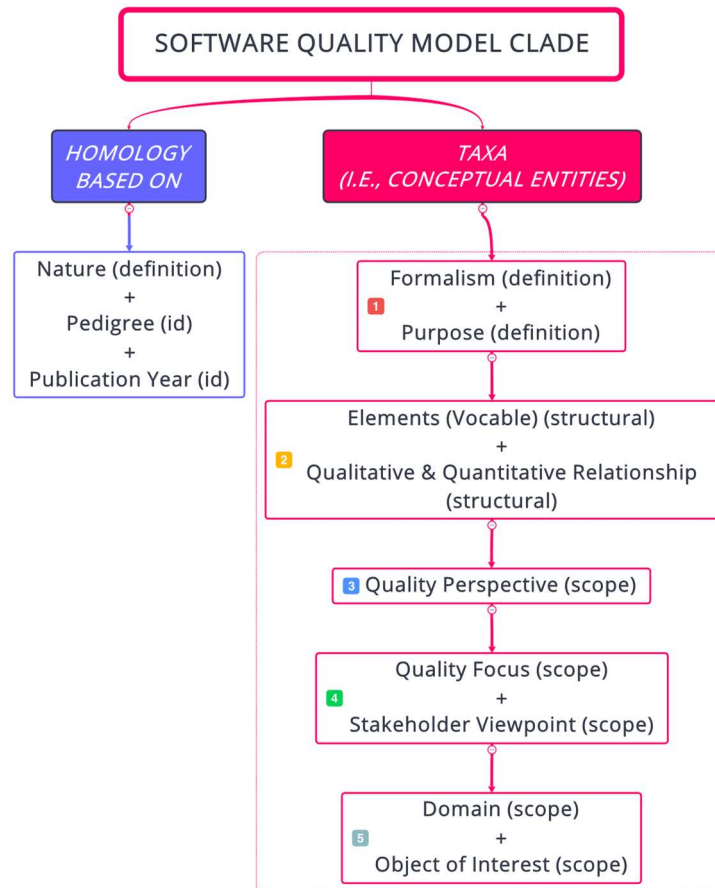 SOFTWARE QUALITY MODEL CLADE
HOMOLOGY
BASED ON
TAXA
(I.E., CONCEPTUAL ENTITIES)
Nature (definition)
+
Pedigree (id)
+
Publication Year (id)
Formalism (definition)
1 +
Purpose (definition)
Elements (Vocable) (structural)
+
2 Qualitative & Quantitative Relationship
(structural)
3 Quality Perspective (scope)
Quality Focus (scope)
4 +
Stakeholder Viewpoint (scope)
Domain (scope)
5 +
Object of Interest (scope)